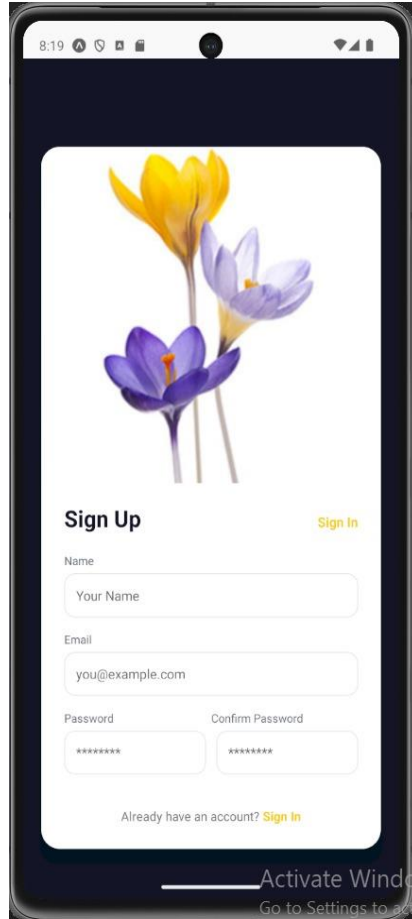 8:19
Sign Up
Sign In
Name
Your Name
Email
you@example.com
Password Confirm Password
******** ********
Already have an account? Sign In
Activate Windo
Go to Settings to ac